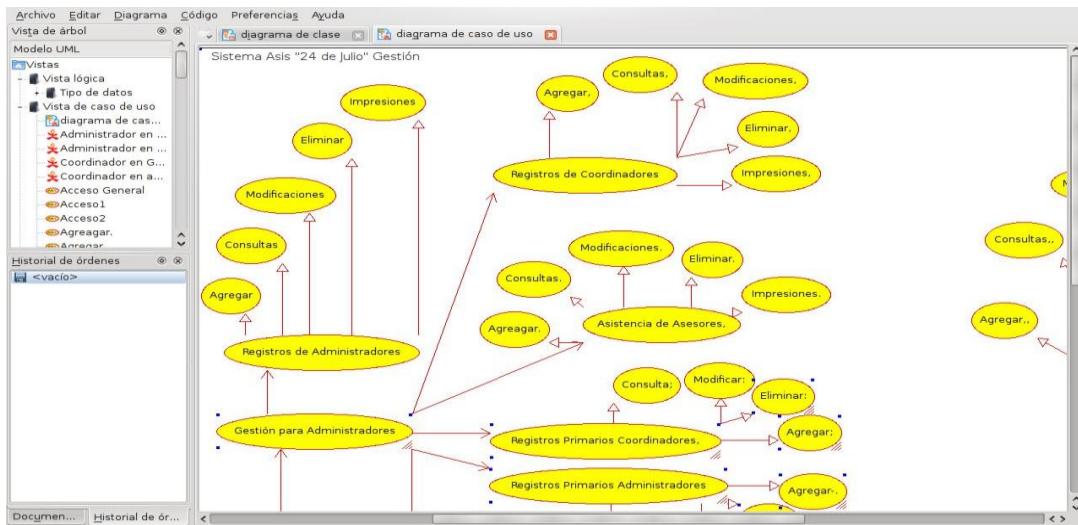 Archivo Editar Diagrama Código Preferencias Ayuda
Vista de árbol
Modelo UML
Vistas
Vista lógica
Tipo de datos
Vista de caso de uso
diagrama de cas...
Administrador en ...
Administrador en ...
Coordinador en G...
Coordinador en a...
Acceso General
Acceso1
Acceso2
Agreagar.
Agregar
Historial de órdenes
<vacío>
Documen... Historial de ór...
diagrama de clase
diagrama de caso de uso
Sistema Asis "24 de Julio" Gestión
Impresiones
Eliminar
Modificaciones
Consultas
Agregar
Registros de Administradores
Gestión para Administradores
Consultas,
Modificaciones,
Agregar,
Eliminar,
Registros de Coordinadores
Impresiones,
Modificaciones.
Eliminar.
Consultas.
Impresiones.
Agreagar.
Asistencia de Asesores,
Consulta;
Modificar:
Eliminar:
Registros Primarios Coordinadores,
Agregar;
Registros Primarios Administradores
Agregar-,
Consultas,,
Agregar,,